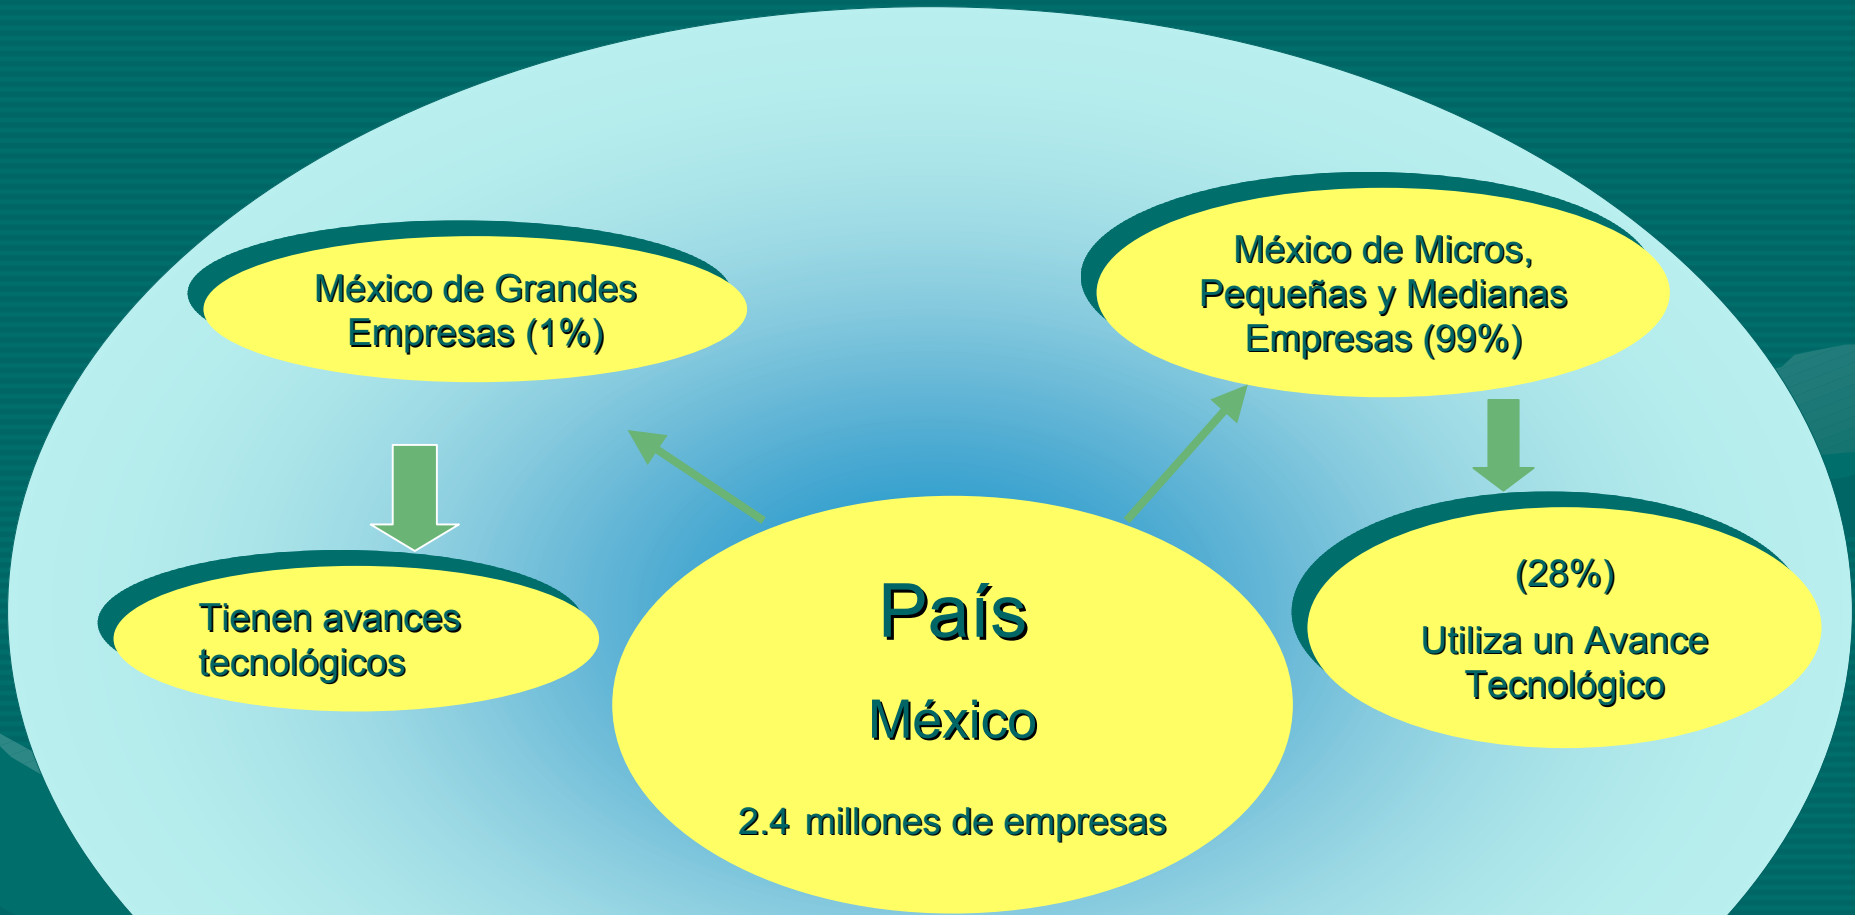 México de Grandes
Empresas (1%)
México de Micros,
Pequeñas y Medianas
Empresas (99%)
Tienen avances
tecnológicos
País
México
2.4 millones de empresas
(28%)
Utiliza un Avance
Tecnológico